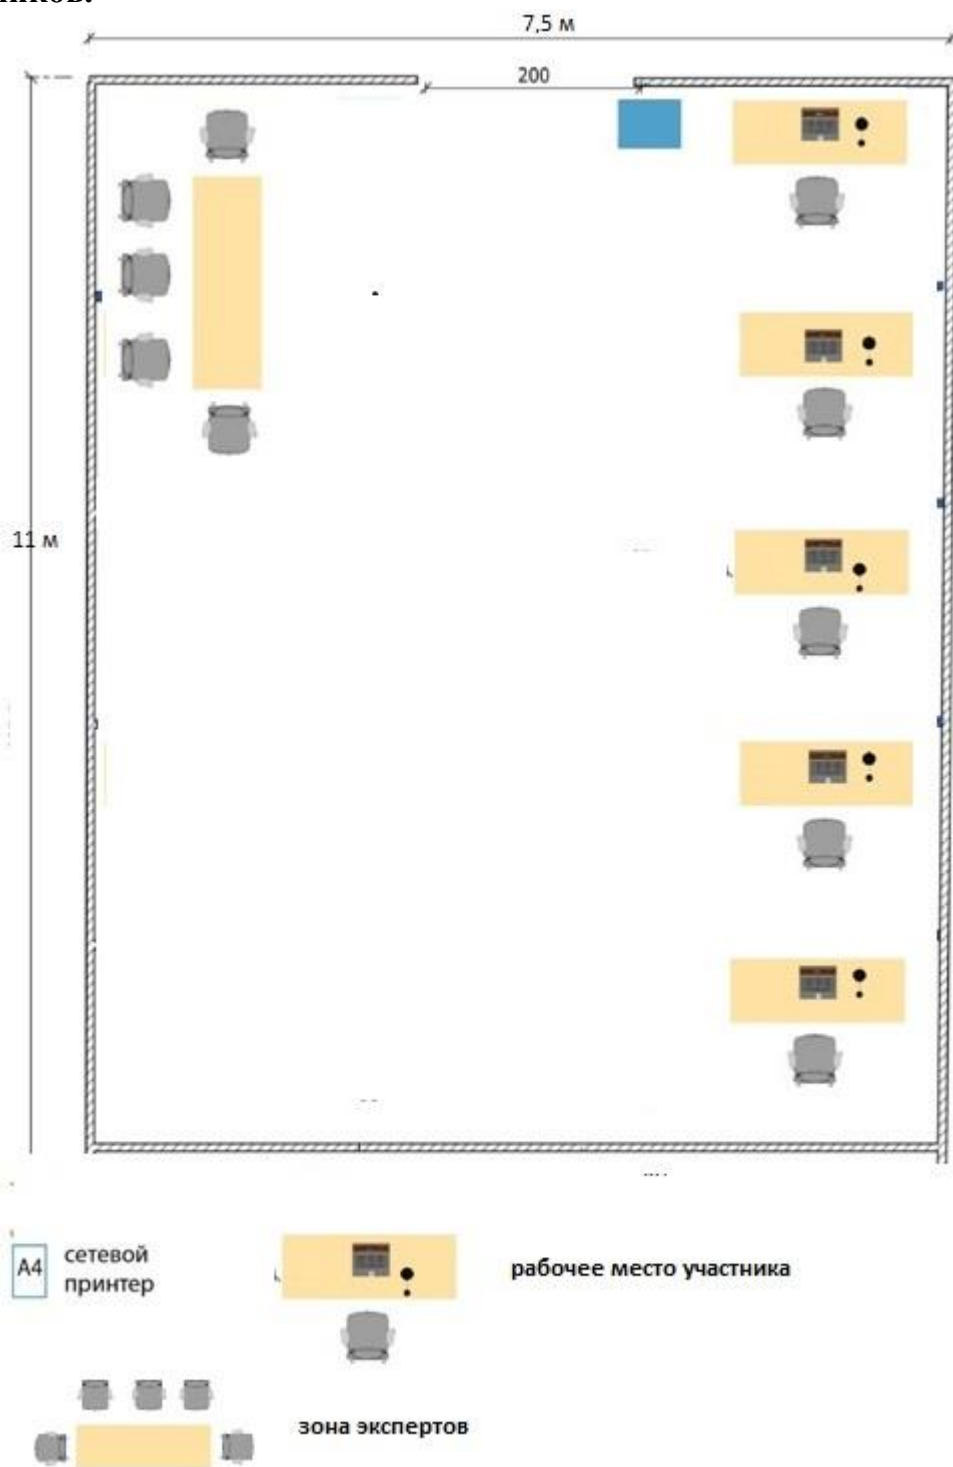 7,5 м
200
11 м
A4
сетевой
принтер
рабочее место участника
зона экспертов